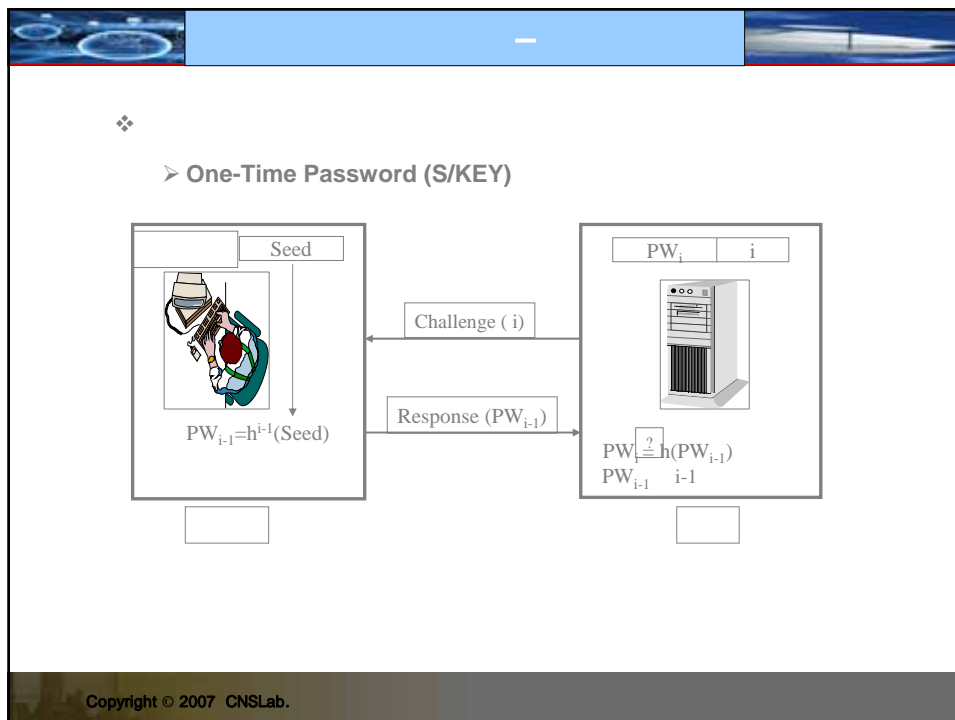 –
❖
➢ One-Time Password (S/KEY)
Seed
PWᵢ i
Challenge ( i)
Response (PWᵢ₋₁)
PWᵢ₋₁=hⁱ⁻¹(Seed)
PWᵢ ≟ h(PWᵢ₋₁)
PWᵢ₋₁ i-1
Copyright © 2007 CNSLab.